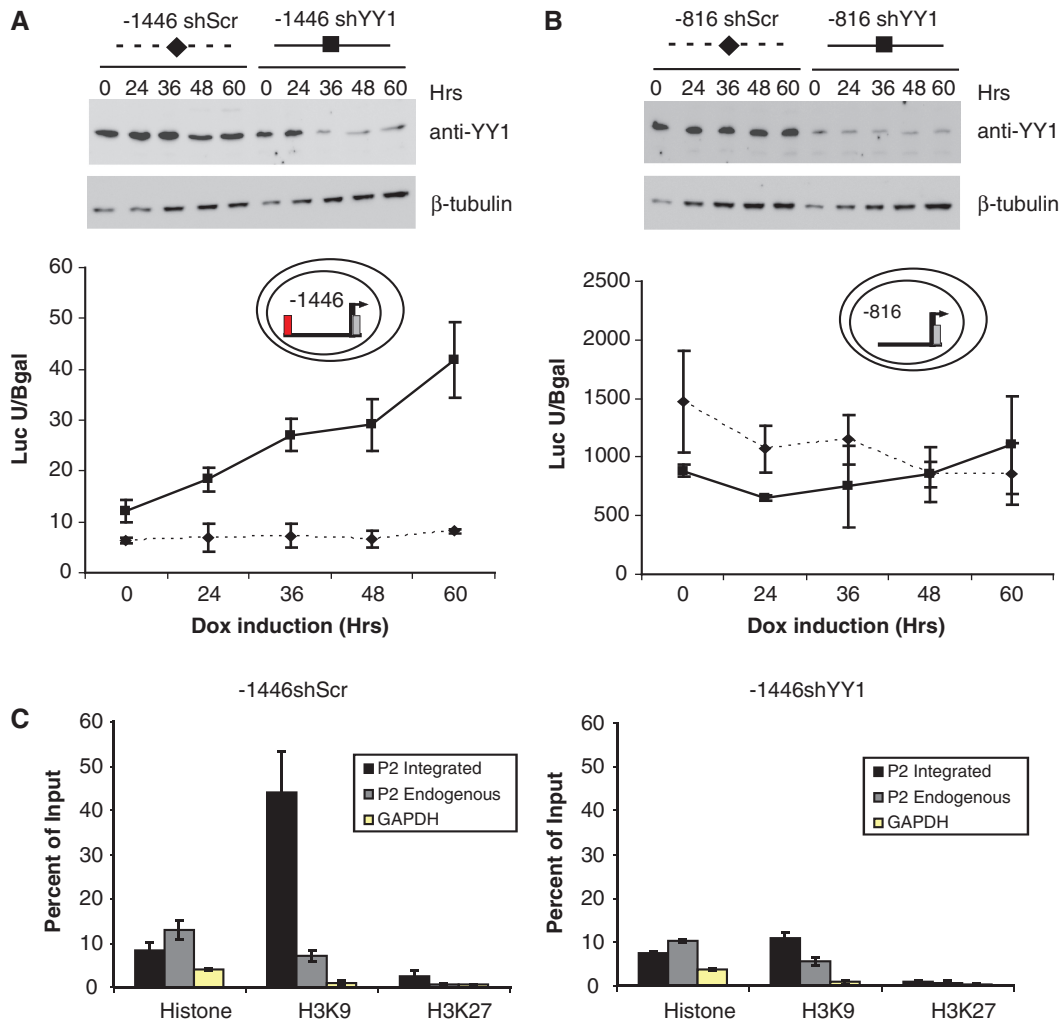 A
-1446 shScr -1446 shYY1
0 24 36 48 60 0 24 36 48 60 Hrs
anti-YY1
β-tubulin
60
50
40
30
20
10
0
Luc U/Bgal
-1446
0 24 36 48 60
Dox induction (Hrs)
B
-816 shScr -816 shYY1
0 24 36 48 60 0 24 36 48 60 Hrs
anti-YY1
β-tubulin
2500
2000
1500
1000
500
0
Luc U/Bgal
-816
0 24 36 48 60
Dox induction (Hrs)
C
-1446shScr
60
50
40
30
20
10
0
Percent of Input
P2 Integrated
P2 Endogenous
GAPDH
Histone H3K9 H3K27
-1446shYY1
60
50
40
30
20
10
0
Percent of Input
P2 Integrated
P2 Endogenous
GAPDH
Histone H3K9 H3K27